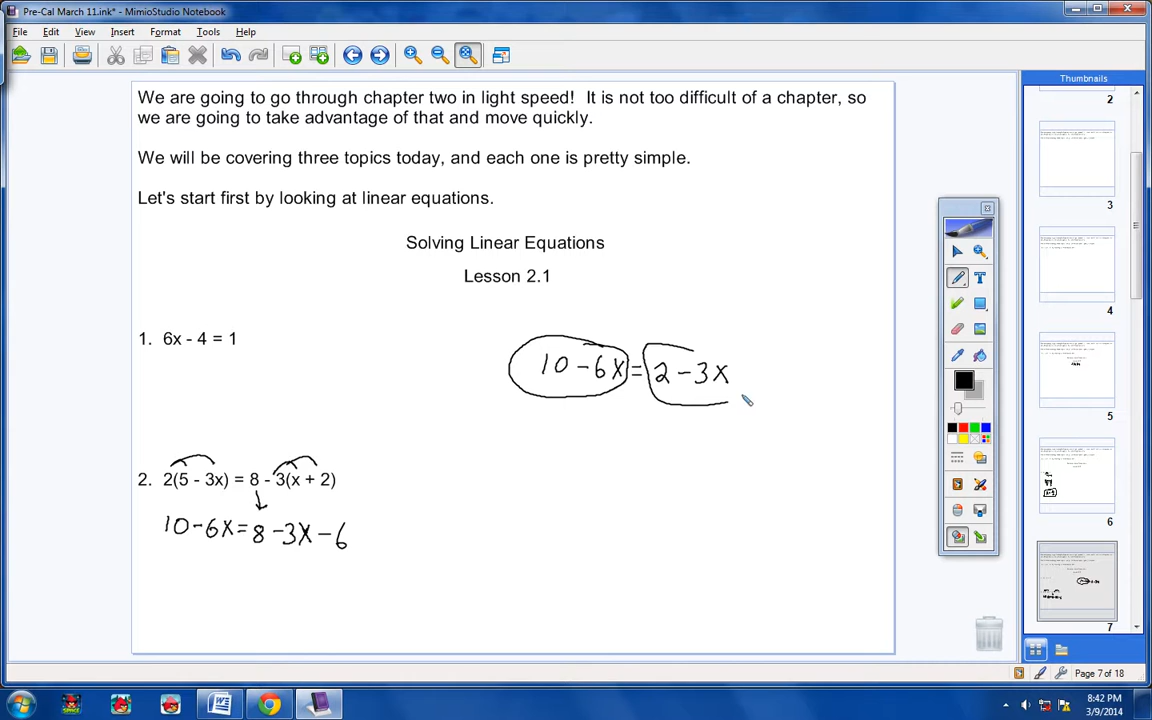 Pre-Cal March 11.ink* - MimioStudio Notebook
File Edit View Insert Format Tools Help
We are going to go through chapter two in light speed! It is not too difficult of a chapter, so
we are going to take advantage of that and move quickly.
We will be covering three topics today, and each one is pretty simple.
Let's start first by looking at linear equations.
Solving Linear Equations
Lesson 2.1
1. 6x - 4 = 1
10 - 6x = 2 - 3x
2. 2(5 - 3x) = 8 - 3(x + 2)
10 - 6x = 8 - 3x - 6
Thumbnails
2
3
4
5
6
7
T
Page 7 of 18
8:42 PM
3/9/2014